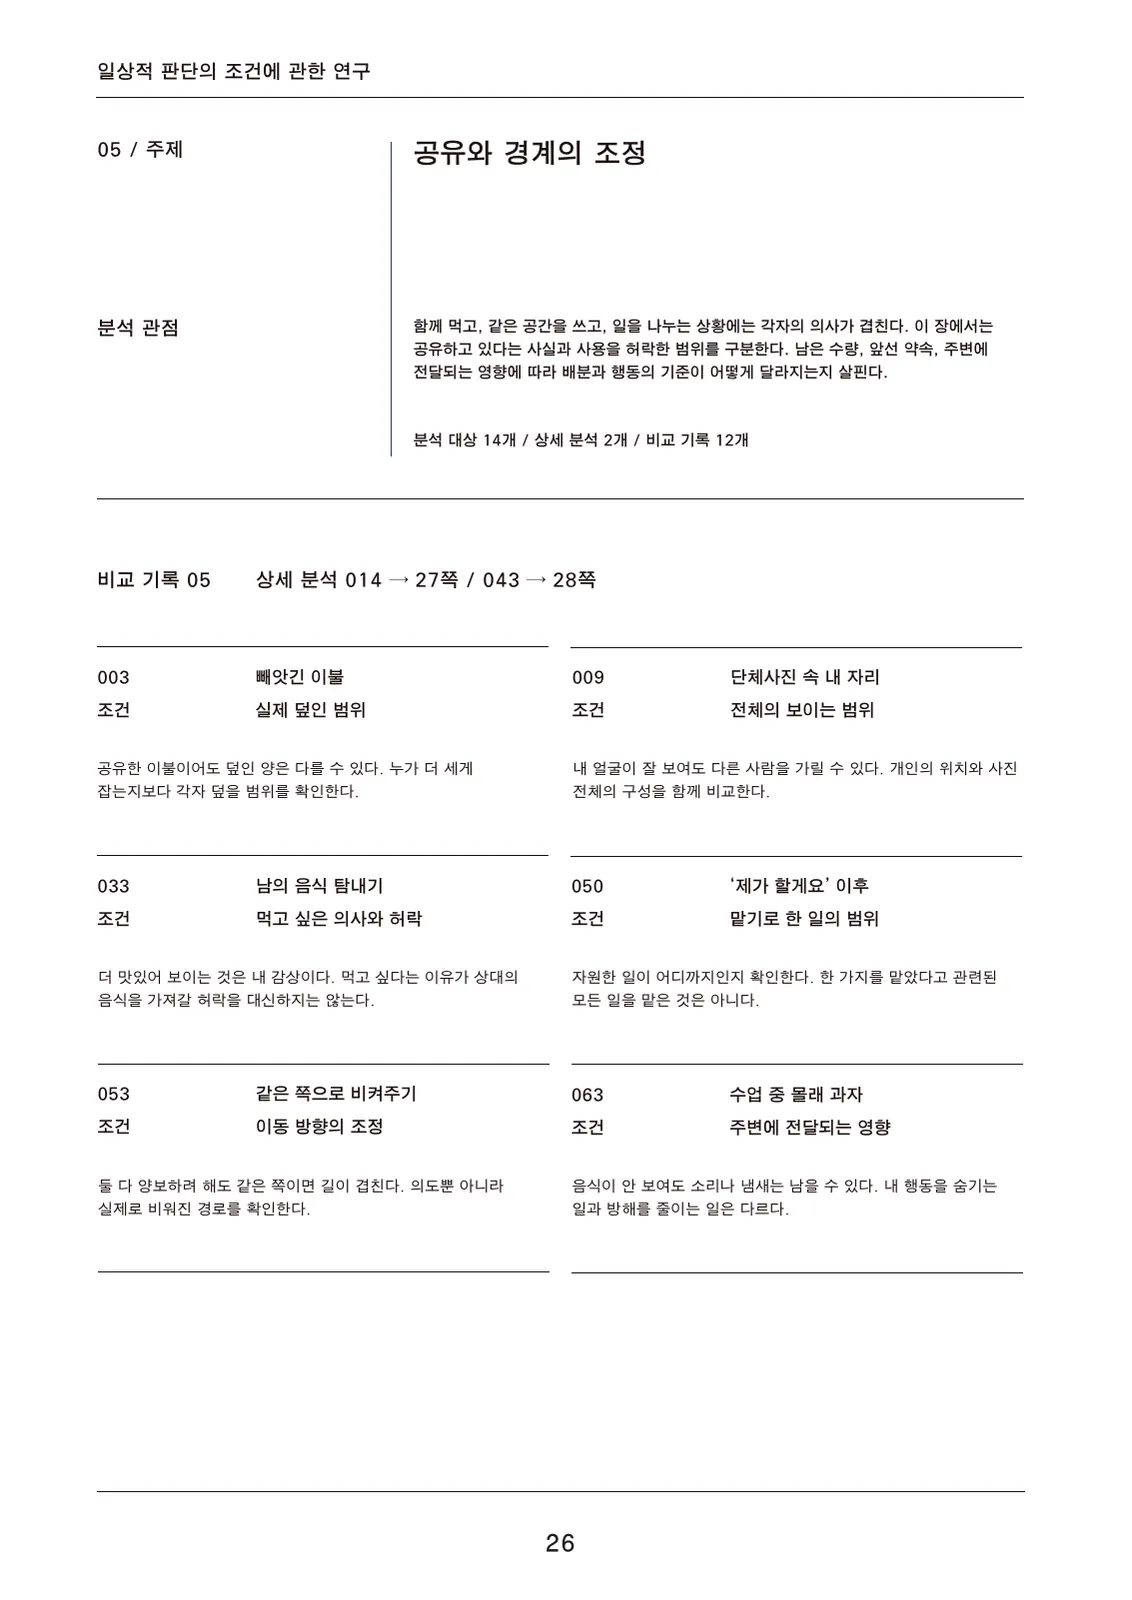 일상적 판단의 조건에 관한 연구
05 / 주제
공유와 경계의 조정
분석 관점
함께 먹고, 같은 공간을 쓰고, 일을 나누는 상황에는 각자의 의사가 겹친다. 이 장에서는
공유하고 있다는 사실과 사용을 허락한 범위를 구분한다. 남은 수량, 앞선 약속, 주변에
전달되는 영향에 따라 배분과 행동의 기준이 어떻게 달라지는지 살핀다.
분석 대상 14개 / 상세 분석 2개 / 비교 기록 12개
비교 기록 05 상세 분석 014 → 27쪽 / 043 → 28쪽
003 빼앗긴 이불
조건 실제 덮인 범위
공유한 이불이어도 덮인 양은 다를 수 있다. 누가 더 세게
잡는지보다 각자 덮을 범위를 확인한다.
009 단체사진 속 내 자리
조건 전체의 보이는 범위
내 얼굴이 잘 보여도 다른 사람을 가릴 수 있다. 개인의 위치와 사진
전체의 구성을 함께 비교한다.
033 남의 음식 탐내기
조건 먹고 싶은 의사와 허락
더 맛있어 보이는 것은 내 감상이다. 먹고 싶다는 이유가 상대의
음식을 가져갈 허락을 대신하지는 않는다.
050 ‘제가 할게요’ 이후
조건 맡기로 한 일의 범위
자원한 일이 어디까지인지 확인한다. 한 가지를 맡았다고 관련된
모든 일을 맡은 것은 아니다.
053 같은 쪽으로 비켜주기
조건 이동 방향의 조정
둘 다 양보하려 해도 같은 쪽이면 길이 겹친다. 의도뿐 아니라
실제로 비워진 경로를 확인한다.
063 수업 중 몰래 과자
조건 주변에 전달되는 영향
음식이 안 보여도 소리나 냄새는 남을 수 있다. 내 행동을 숨기는
일과 방해를 줄이는 일은 다르다.
26